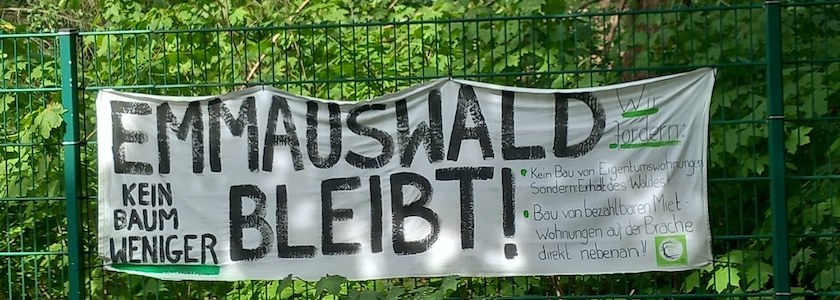 EMMAUSWALD
BLEIBT!
KEIN
BAUM
WENIGER
Wir
fordern:
• Kein Bau von Eigentumswohnungen
Sondern: Erhalt des Waldes!
• Bau von bezahlbaren Miet-
wohnungen auf der Brache
direkt nebenan!!